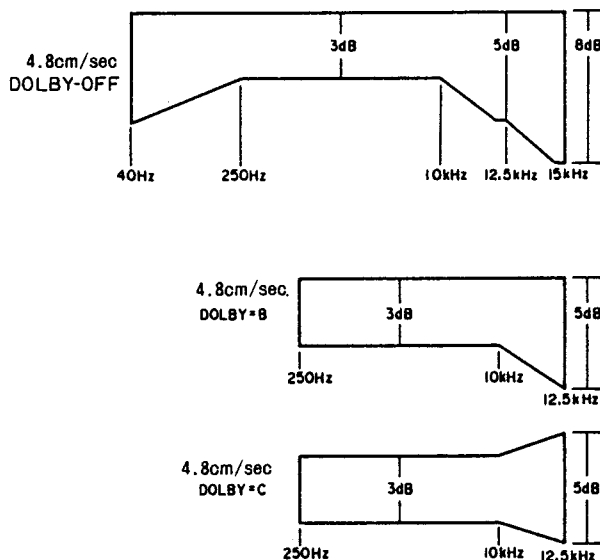 3dB 5dB 8dB
4.8cm/sec
DOLBY-OFF
40Hz 250Hz 10kHz 12.5kHz 15kHz
4.8cm/sec.
DOLBY=B
3dB 5dB
250Hz 10kHz
12.5kHz
4.8cm/sec
DOLBY=C
3dB 5dB
250Hz 10kHz 12.5kHz